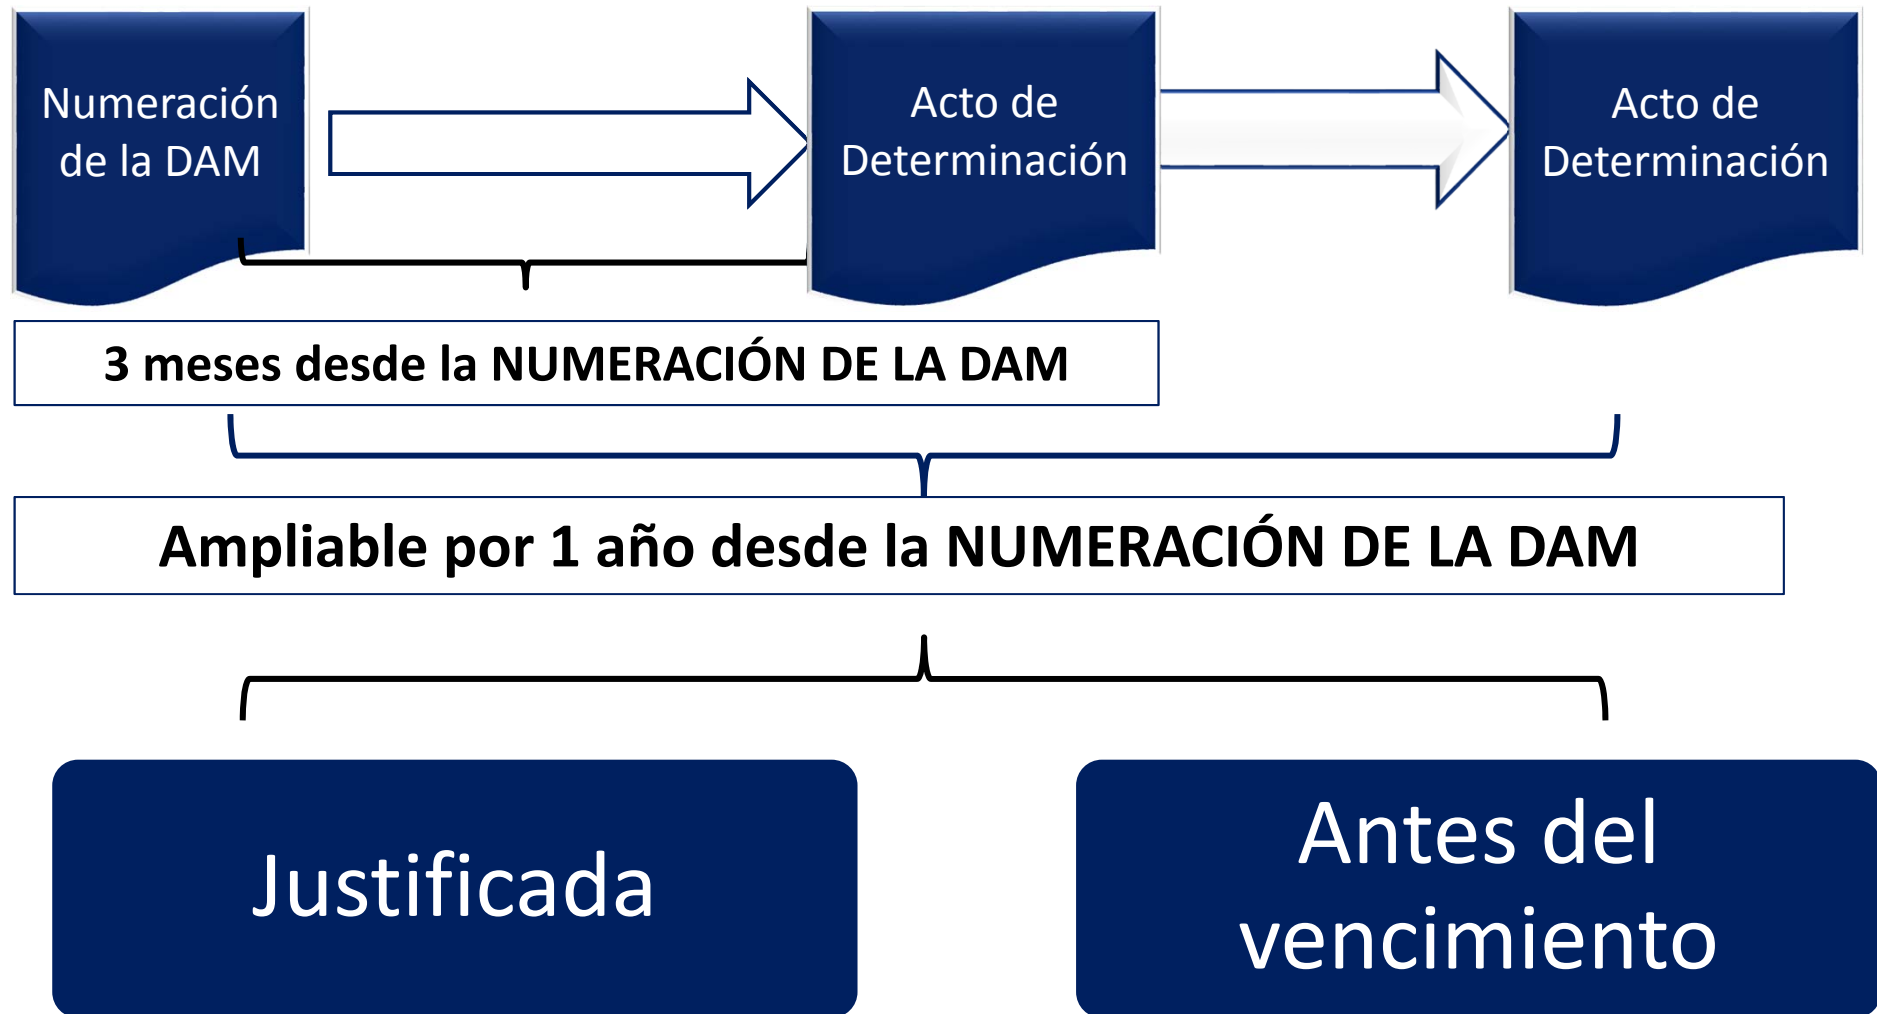 Numeración
de la DAM
Acto de
Determinación
Acto de
Determinación
3 meses desde la NUMERACIÓN DE LA DAM
Ampliable por 1 año desde la NUMERACIÓN DE LA DAM
Justificada
Antes del
vencimiento